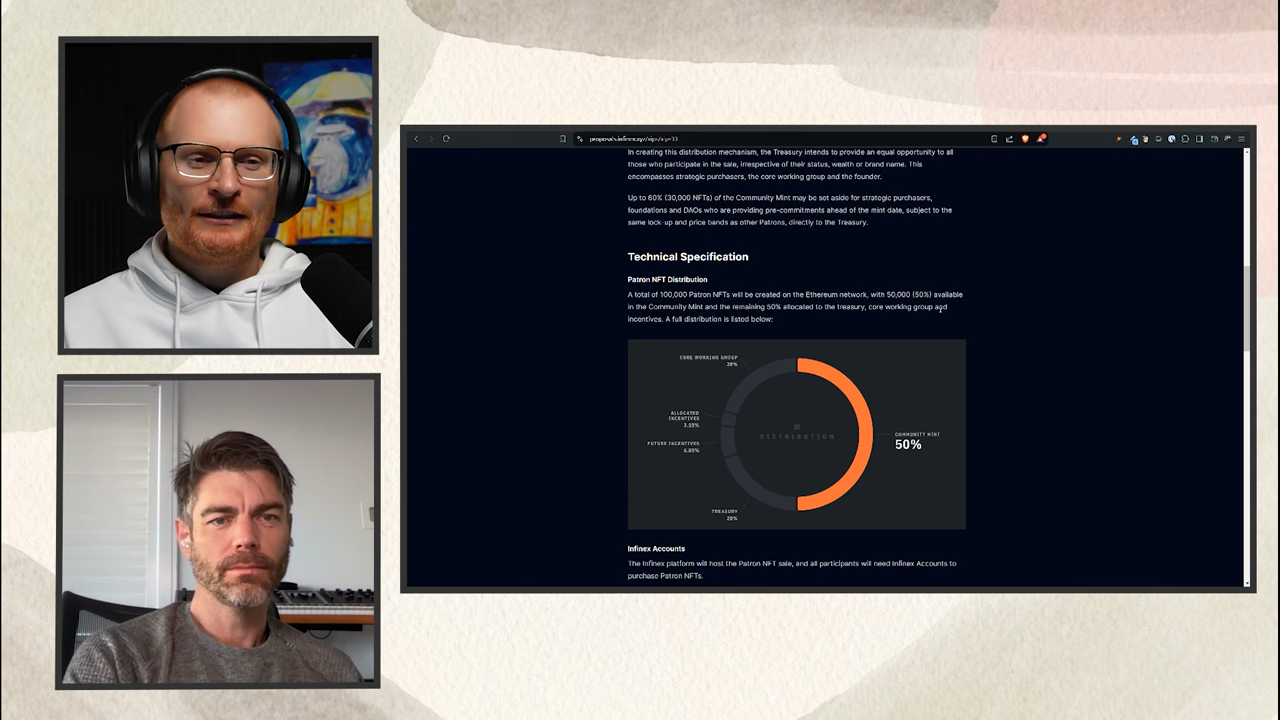 proposals.infinex.xyz/xips/xip-33
In creating this distribution mechanism, the Treasury intends to provide an equal opportunity to all
those who participate in the sale, irrespective of their status, wealth or brand name. This
encompasses strategic purchasers, the core working group and the founder.
Up to 60% (30,000 NFTs) of the Community Mint may be set aside for strategic purchasers,
foundations and DAOs who are providing pre-commitments ahead of the mint date, subject to the
same lock-up and price bands as other Patrons, directly to the Treasury.
Technical Specification
Patron NFT Distribution
A total of 100,000 Patron NFTs will be created on the Ethereum network, with 50,000 (50%) available
in the Community Mint and the remaining 50% allocated to the treasury, core working group and
incentives. A full distribution is listed below:
CORE WORKING GROUP
20%
ALLOCATED
INCENTIVES
3.15%
FUTURE INCENTIVES
6.85%
DISTRIBUTION
COMMUNITY MINT
50%
TREASURY
20%
Infinex Accounts
The Infinex platform will host the Patron NFT sale, and all participants will need Infinex Accounts to
purchase Patron NFTs.